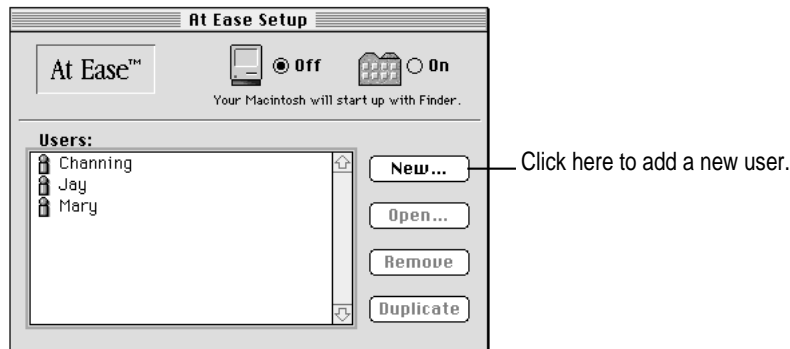 At Ease Setup
At Ease™
Off
On
Your Macintosh will start up with Finder.
Users:
Channing
Jay
Mary
New...
Open...
Remove
Duplicate
Click here to add a new user.